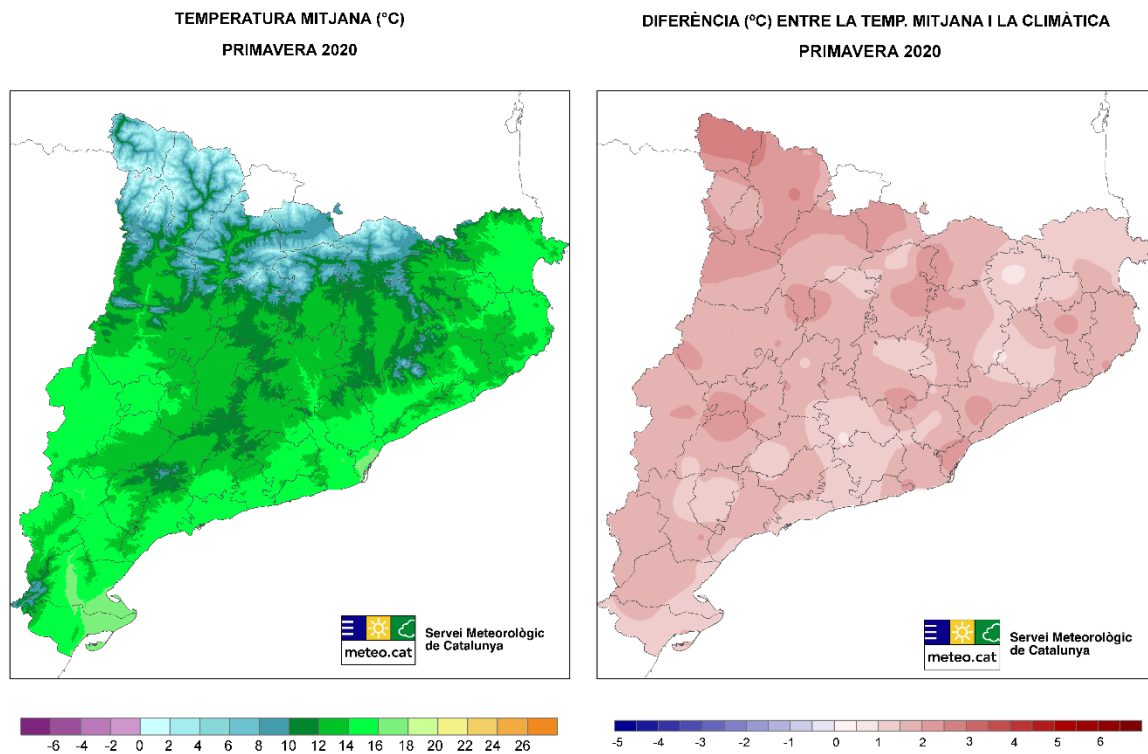 TEMPERATURA MITJANA (°C)
PRIMAVERA 2020
DIFERÈNCIA (ºC) ENTRE LA TEMP. MITJANA I LA CLIMÀTICA
PRIMAVERA 2020
meteo.cat
Servei Meteorològic
de Catalunya
meteo.cat
Servei Meteorològic
de Catalunya
-6 -4 -2 0 2 4 6 8 10 12 14 16 18 20 22 24 26
-5 -4 -3 -2 -1 0 1 2 3 4 5 6